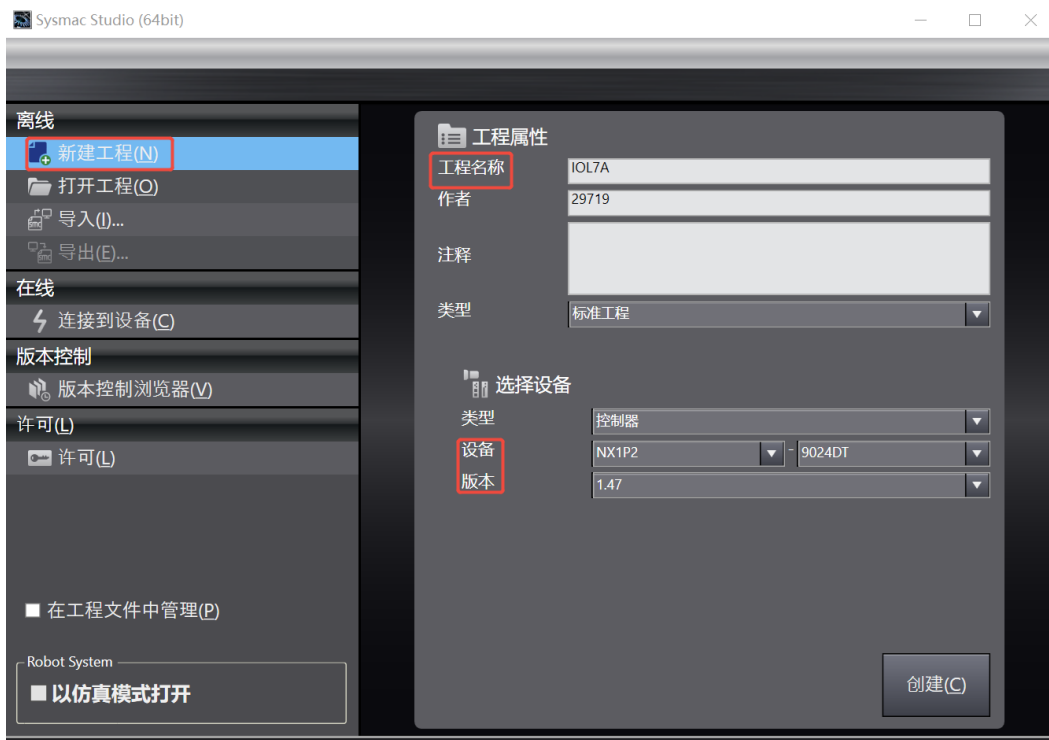 Sysmac Studio (64bit)
离线
新建工程(N)
打开工程(O)
导入(I)...
导出(E)...
在线
连接到设备(C)
版本控制
版本控制浏览器(V)
许可(L)
许可(L)
在工程文件中管理(P)
Robot System
以仿真模式打开
工程属性
工程名称 IOL7A
作者 29719
注释
类型 标准工程
选择设备
类型 控制器
设备 NX1P2 - 9024DT
版本 1.47
创建(C)